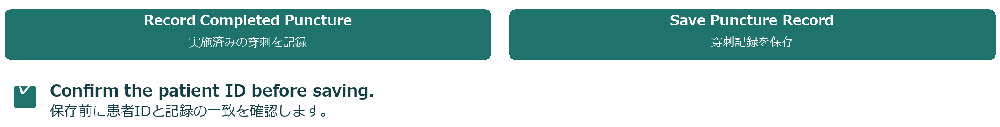 Record Completed Puncture
実施済みの穿刺を記録
Save Puncture Record
穿刺記録を保存
Confirm the patient ID before saving.
保存前に患者IDと記録の一致を確認します。